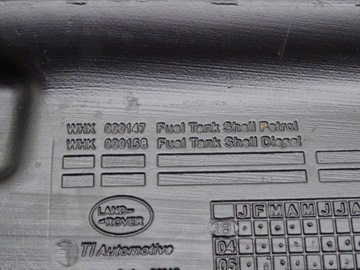 WHK 000147 Fuel Tank Shell Petrol
WHK 000158 Fuel Tank Shell Diesel
LAND-
-ROVER
TI Automotive
J F M A M J J
04
05